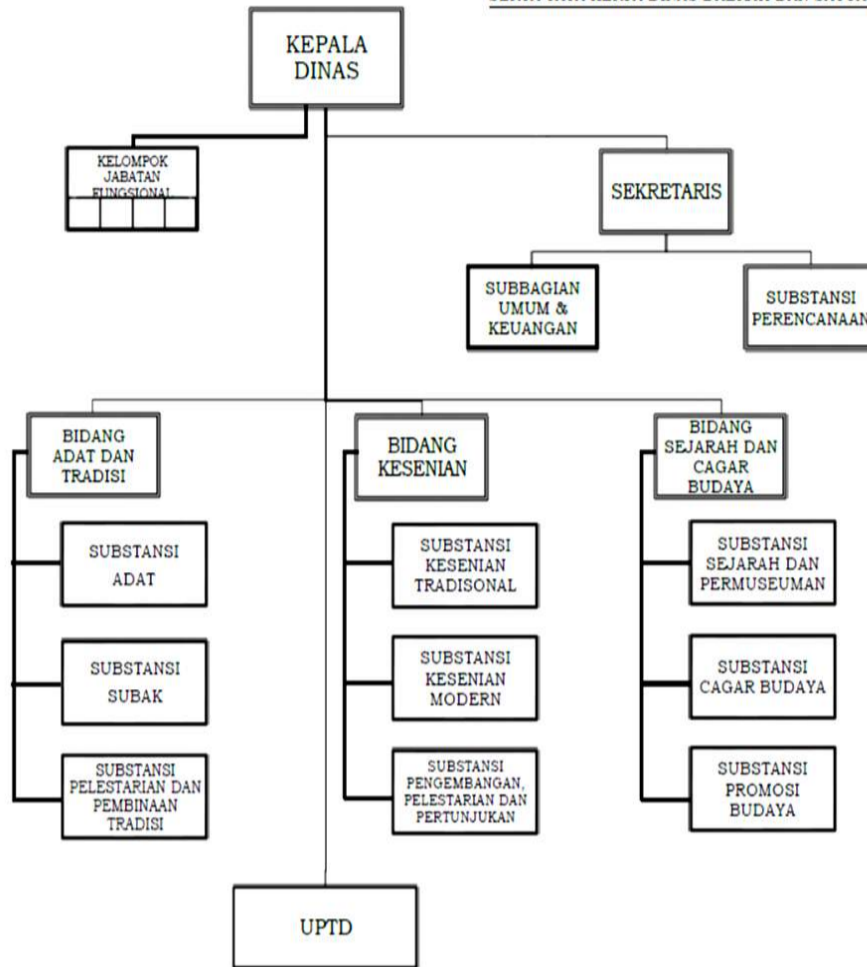 KEPALA
DINAS
KELOMPOK
JABATAN
FUNGSIONAL
SEKRETARIS
SUBBAGIAN
UMUM &
KEUANGAN
SUBSTANSI
PERENCANAAN
BIDANG
ADAT DAN
TRADISI
SUBSTANSI
ADAT
SUBSTANSI
SUBAK
SUBSTANSI
PELESTARIAN DAN
PEMBINAAN
TRADISI
BIDANG
KESENIAN
SUBSTANSI
KESENIAN
TRADISONAL
SUBSTANSI
KESENIAN
MODERN
SUBSTANSI
PENGEMBANGAN,
PELESTARIAN DAN
PERTUNJUKAN
BIDANG
SEJARAH DAN
CAGAR
BUDAYA
SUBSTANSI
SEJARAH DAN
PERMUSEUMAN
SUBSTANSI
CAGAR BUDAYA
SUBSTANSI
PROMOSI
BUDAYA
UPTD